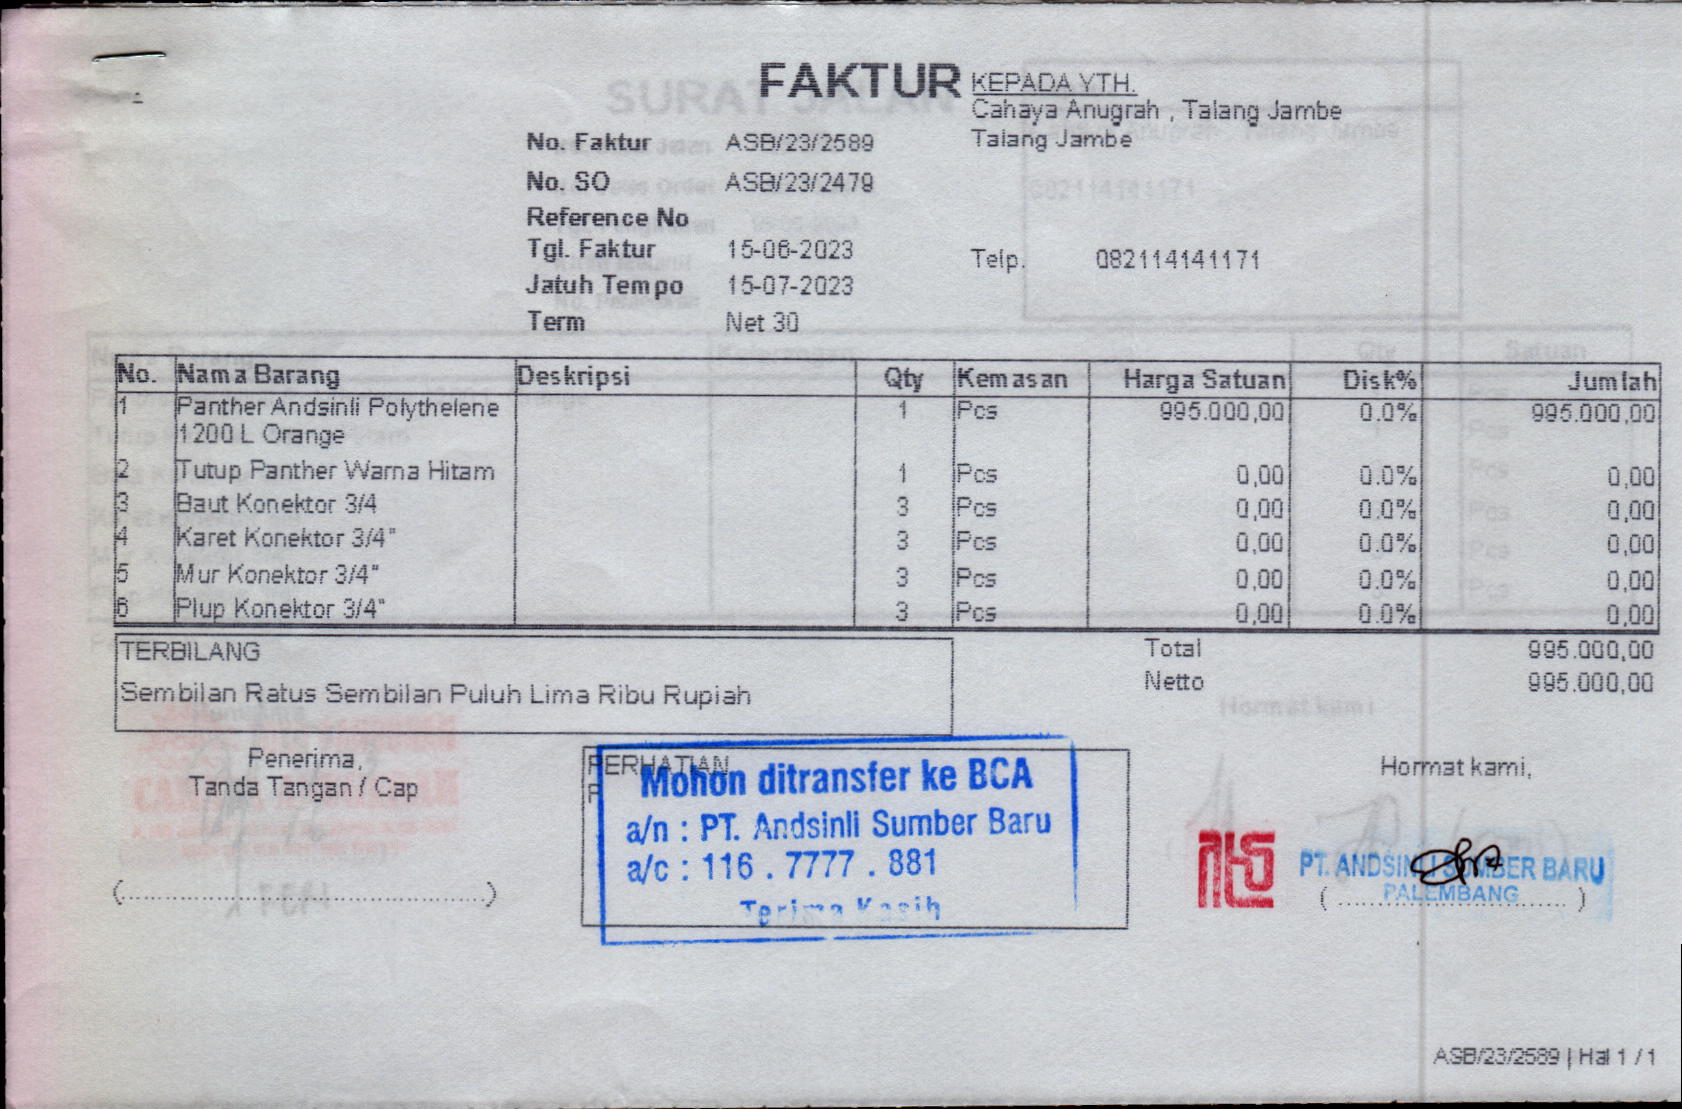 FAKTUR
KEPADA YTH.
Cahaya Anugrah , Talang Jambe
Talang Jambe
No. Faktur ASB/23/2589
No. SO ASB/23/2479
Reference No
Tgl. Faktur 15-06-2023
Telp. 082114141171
Jatuh Tempo 15-07-2023
Term Net 30
No. Nama Barang Deskripsi Qty Kemasan Harga Satuan Disk% Jumlah
1 Panther Andsinli Polythelene 1 Pcs 995.000,00 0.0% 995.000,00
1200 L Orange
2 Tutup Panther Warna Hitam 1 Pcs 0,00 0.0% 0,00
3 Baut Konektor 3/4 3 Pcs 0,00 0.0% 0,00
4 Karet Konektor 3/4" 3 Pcs 0,00 0.0% 0,00
5 Mur Konektor 3/4" 3 Pcs 0,00 0.0% 0,00
6 Plup Konektor 3/4" 3 Pcs 0,00 0.0% 0,00
TERBILANG
Sembilan Ratus Sembilan Puluh Lima Ribu Rupiah
Total 995.000,00
Netto 995.000,00
Penerima,
Tanda Tangan / Cap
(....................................................)
PERHATIAN
Mohon ditransfer ke BCA
a/n : PT. Andsinli Sumber Baru
a/c : 116 . 7777 . 881
Terima Kasih
Hormat kami,
PT. ANDSINLI SUMBER BARU
PALEMBANG
( ................................. )
ASB/23/2589 | Hal 1 / 1